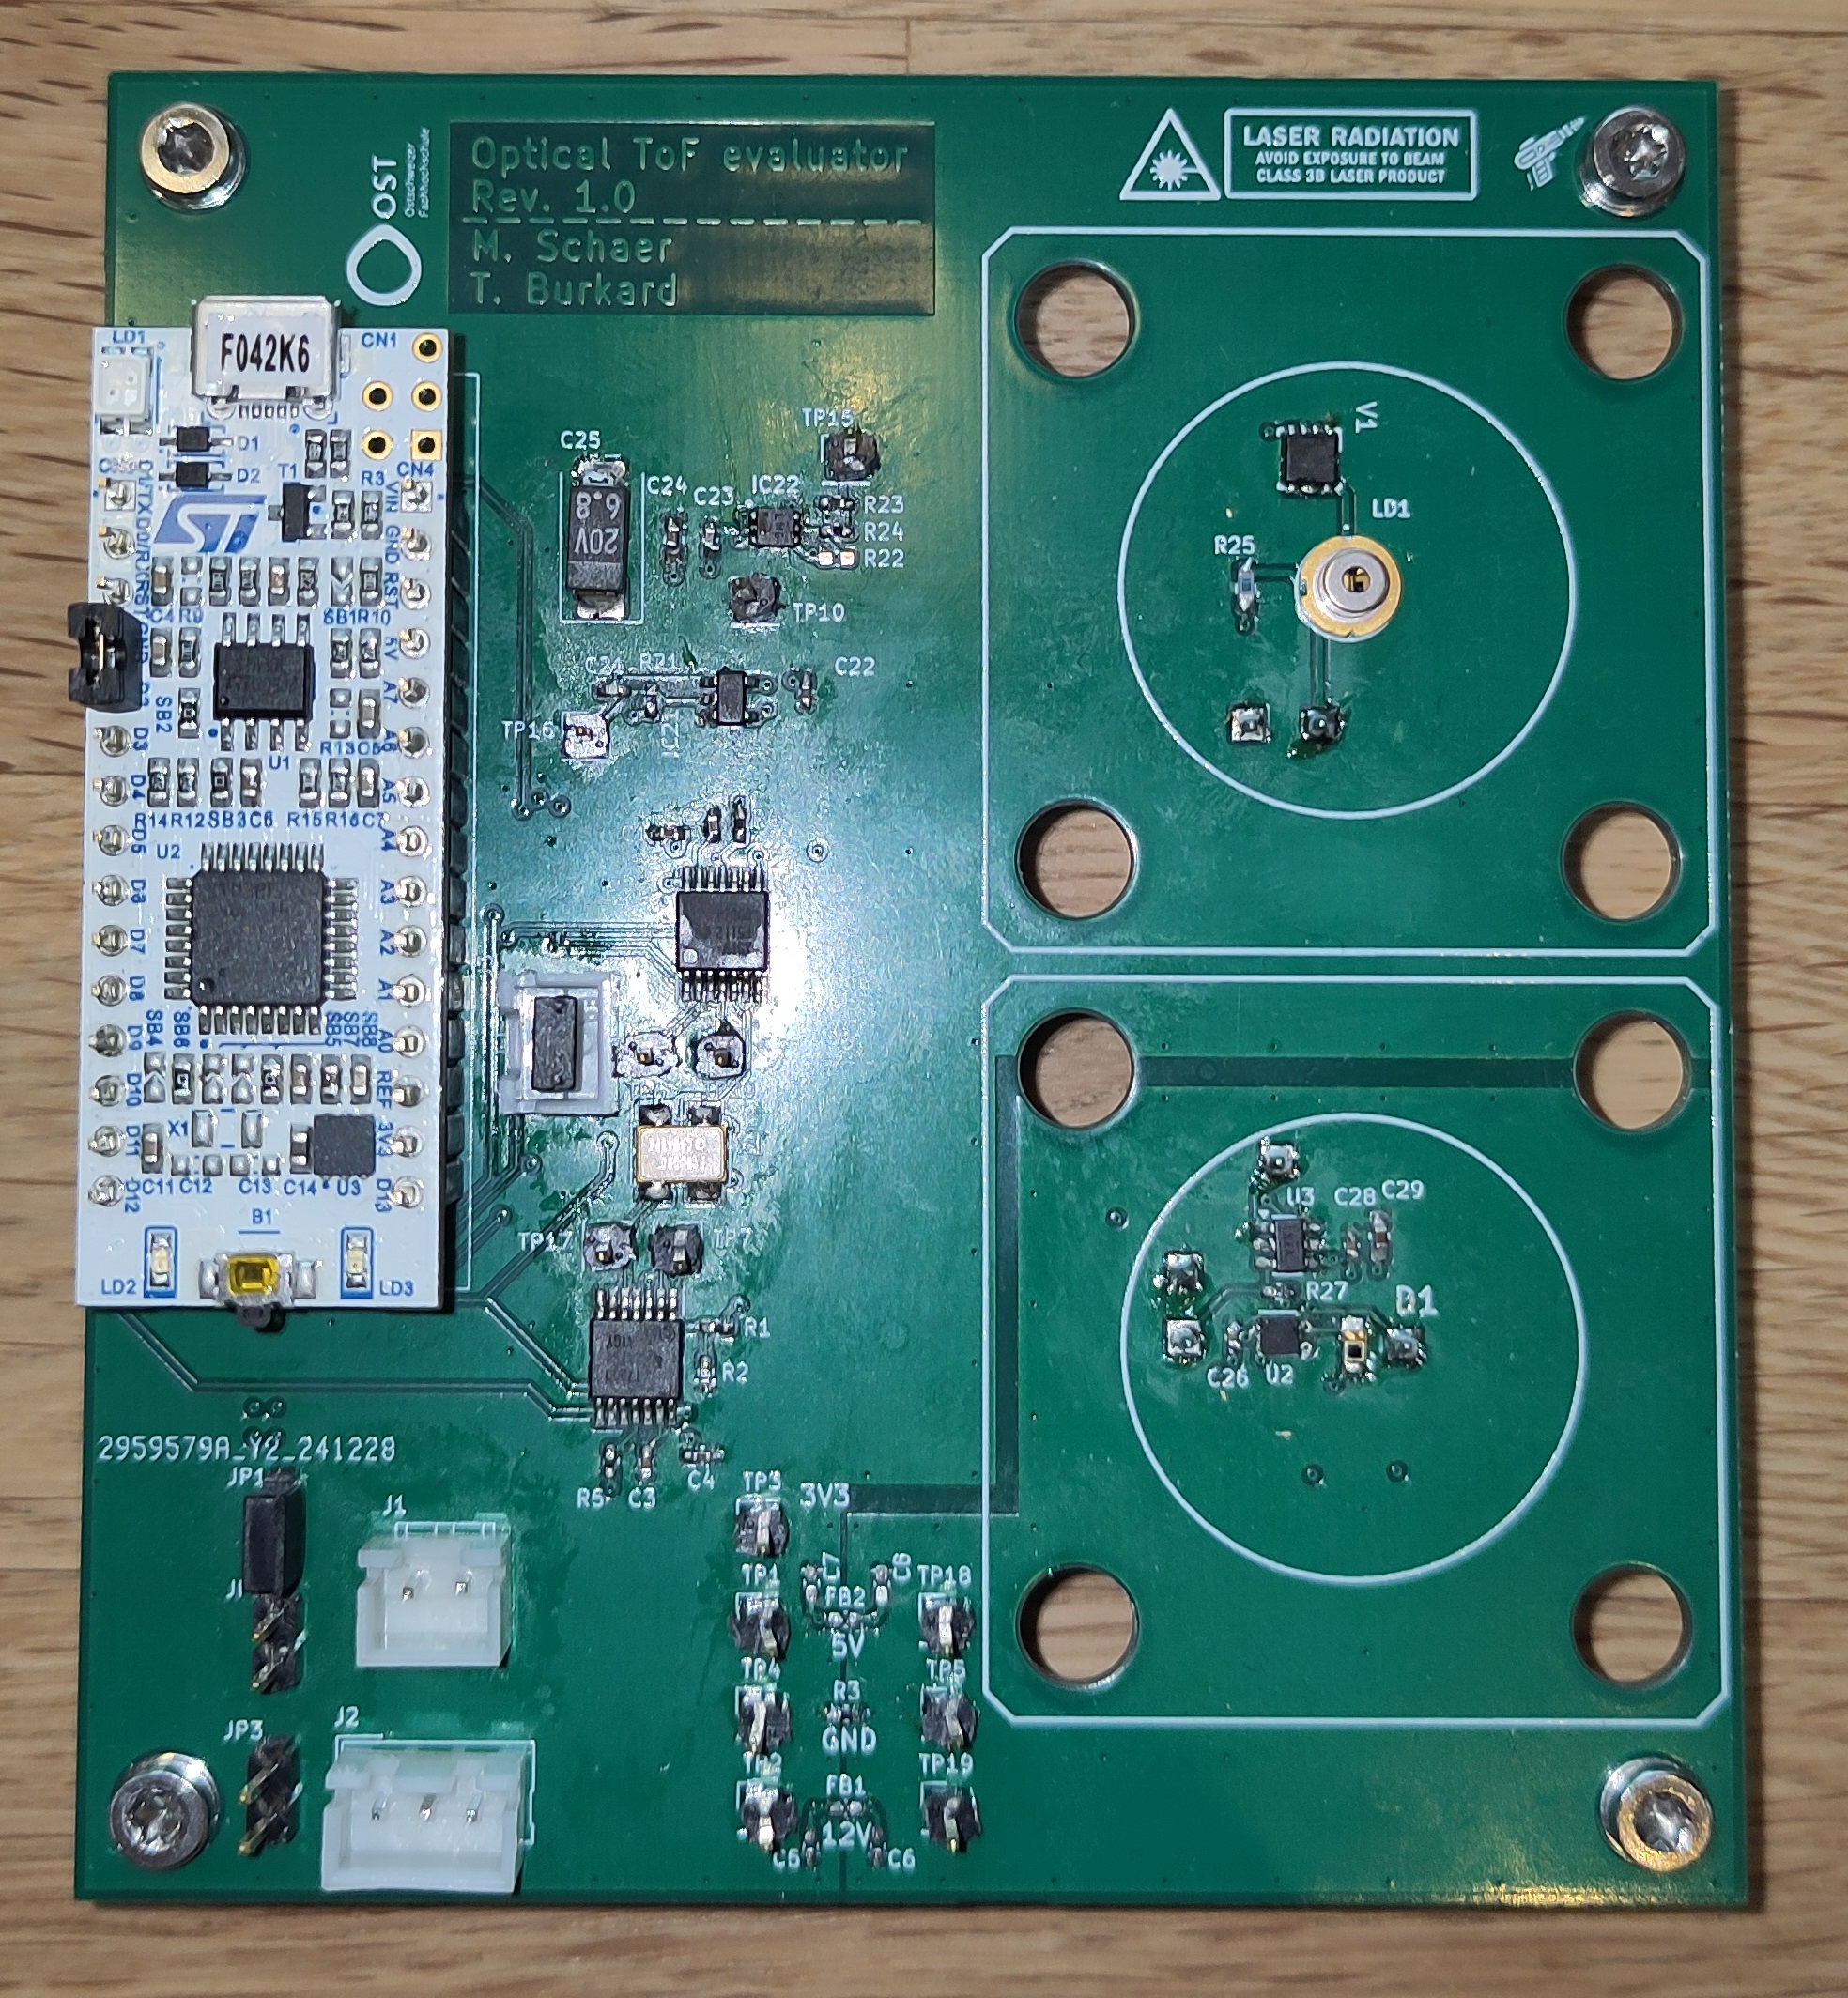 Optical ToF evaluator
Rev. 1.0
M. Schaer
T. Burkard
OST
Ostschweizer
Fachhochschule
LASER RADIATION
AVOID EXPOSURE TO BEAM
CLASS 3B LASER PRODUCT
LD1
F042K6
CN1
D1
D2
T1
R3
CN4
D1/TX
VIN
GND
RST
5V
A7
A6
A5
A4
A3
A2
A1
A0
REF
3V3
D13
ST
SB1 R10
SB2
U1
D3
D4
D5
D6
D7
D8
D9
D10
D11
D12
R14 R12 SB3 C6 R15 R16 C7
U2
SB4
SB6
SB5
SB7
SB8
X1
C11 C12 C13 C14 U3
B1
LD2
LD3
C25
6.8
20V
C24
C23
IC22
TP15
R23
R24
R22
TP10
C22
TP16
TP17
R1
R2
R5
C3
C4
V1
LD1
R25
U3
C28
C29
R27
D1
C26
U2
2959579A_Y2_241228
JP1
J1
JP3
J2
TP3
3V3
TP1
C7
C6
TP18
FB2
5V
TP4
TP5
R3
GND
TP2
TP19
FB1
12V
C5
C6